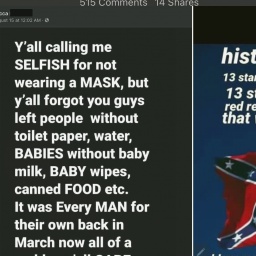 515 Comments 14 Shares
Y'all calling me
SELFISH for not
wearing a MASK, but
y'all forgot you guys
left people without
toilet paper, water,
BABIES without baby
milk, BABY wipes,
canned FOOD etc.
It was Every MAN for
their own back in
March now all of a
hist
13 star
13 st
red re
that